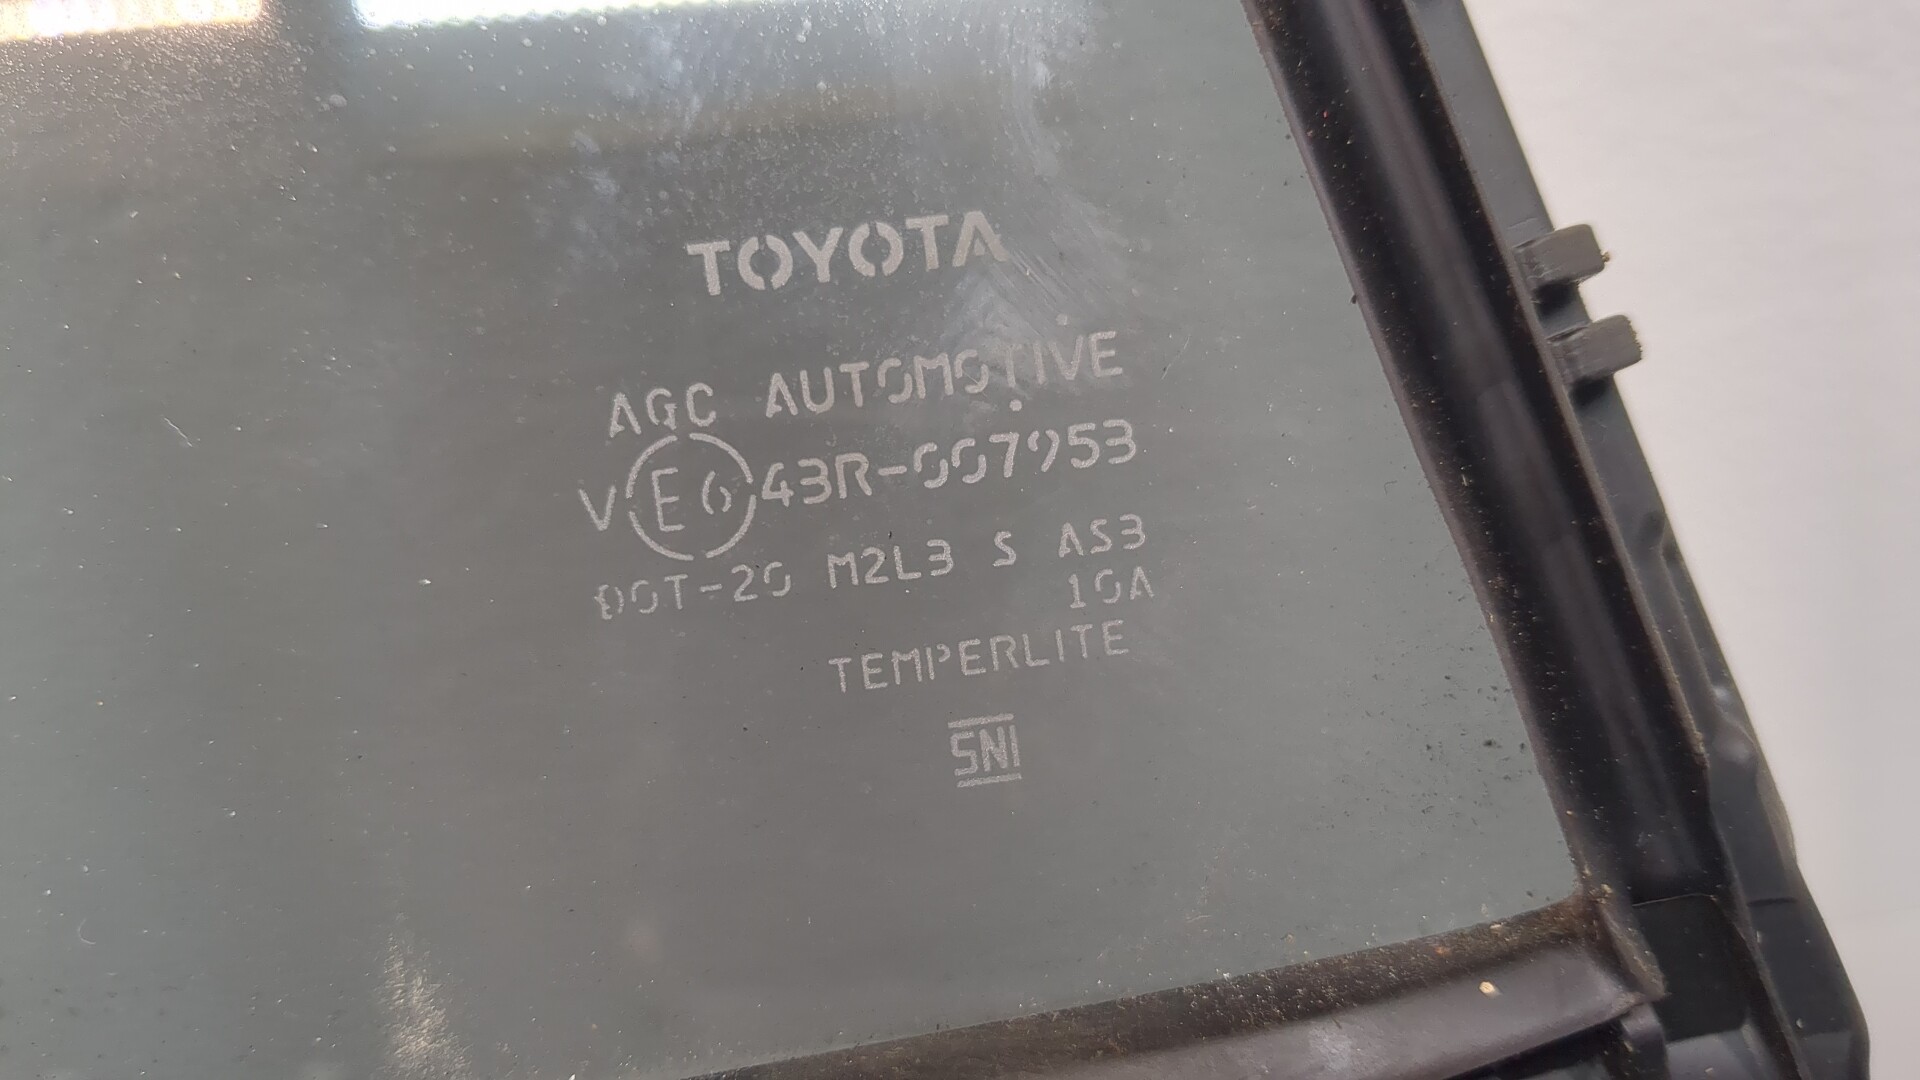 TOYOTA
AGC AUTOMOTIVE
V E6 43R-007953
DOT-20 M2L3 S AS3
10A
TEMPERLITE
SNI